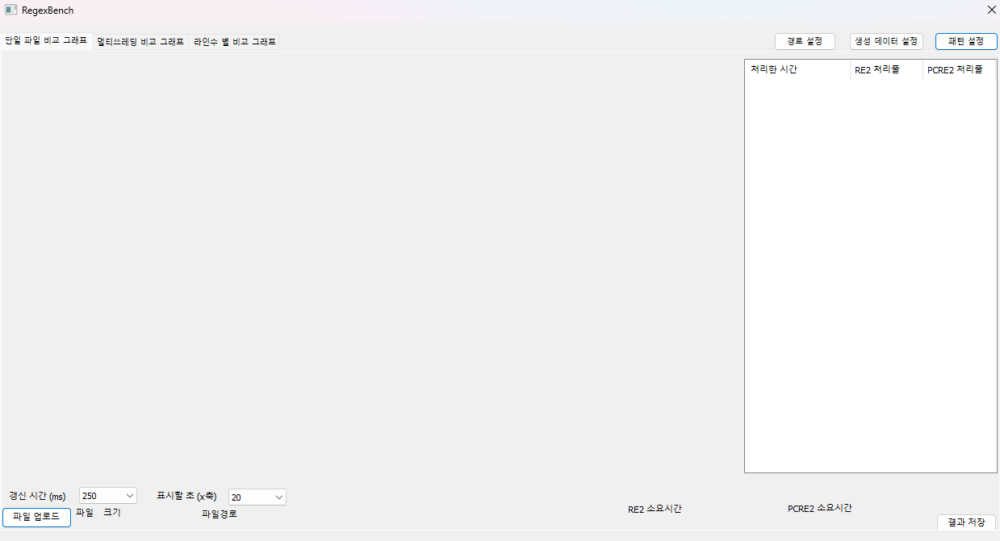 RegexBench
단일 파일 비교 그래프 멀티쓰레딩 비교 그래프 라인수 별 비교 그래프 경로 설정 생성 데이터 설정 패턴 설정
처리한 시간 RE2 처리풀 PCRE2 처리풀
갱신 시간 (ms) 250 표시할 초 (x축) 20
파일 업로드 파일 크기 파일경로 RE2 소요시간 PCRE2 소요시간
결과 저장